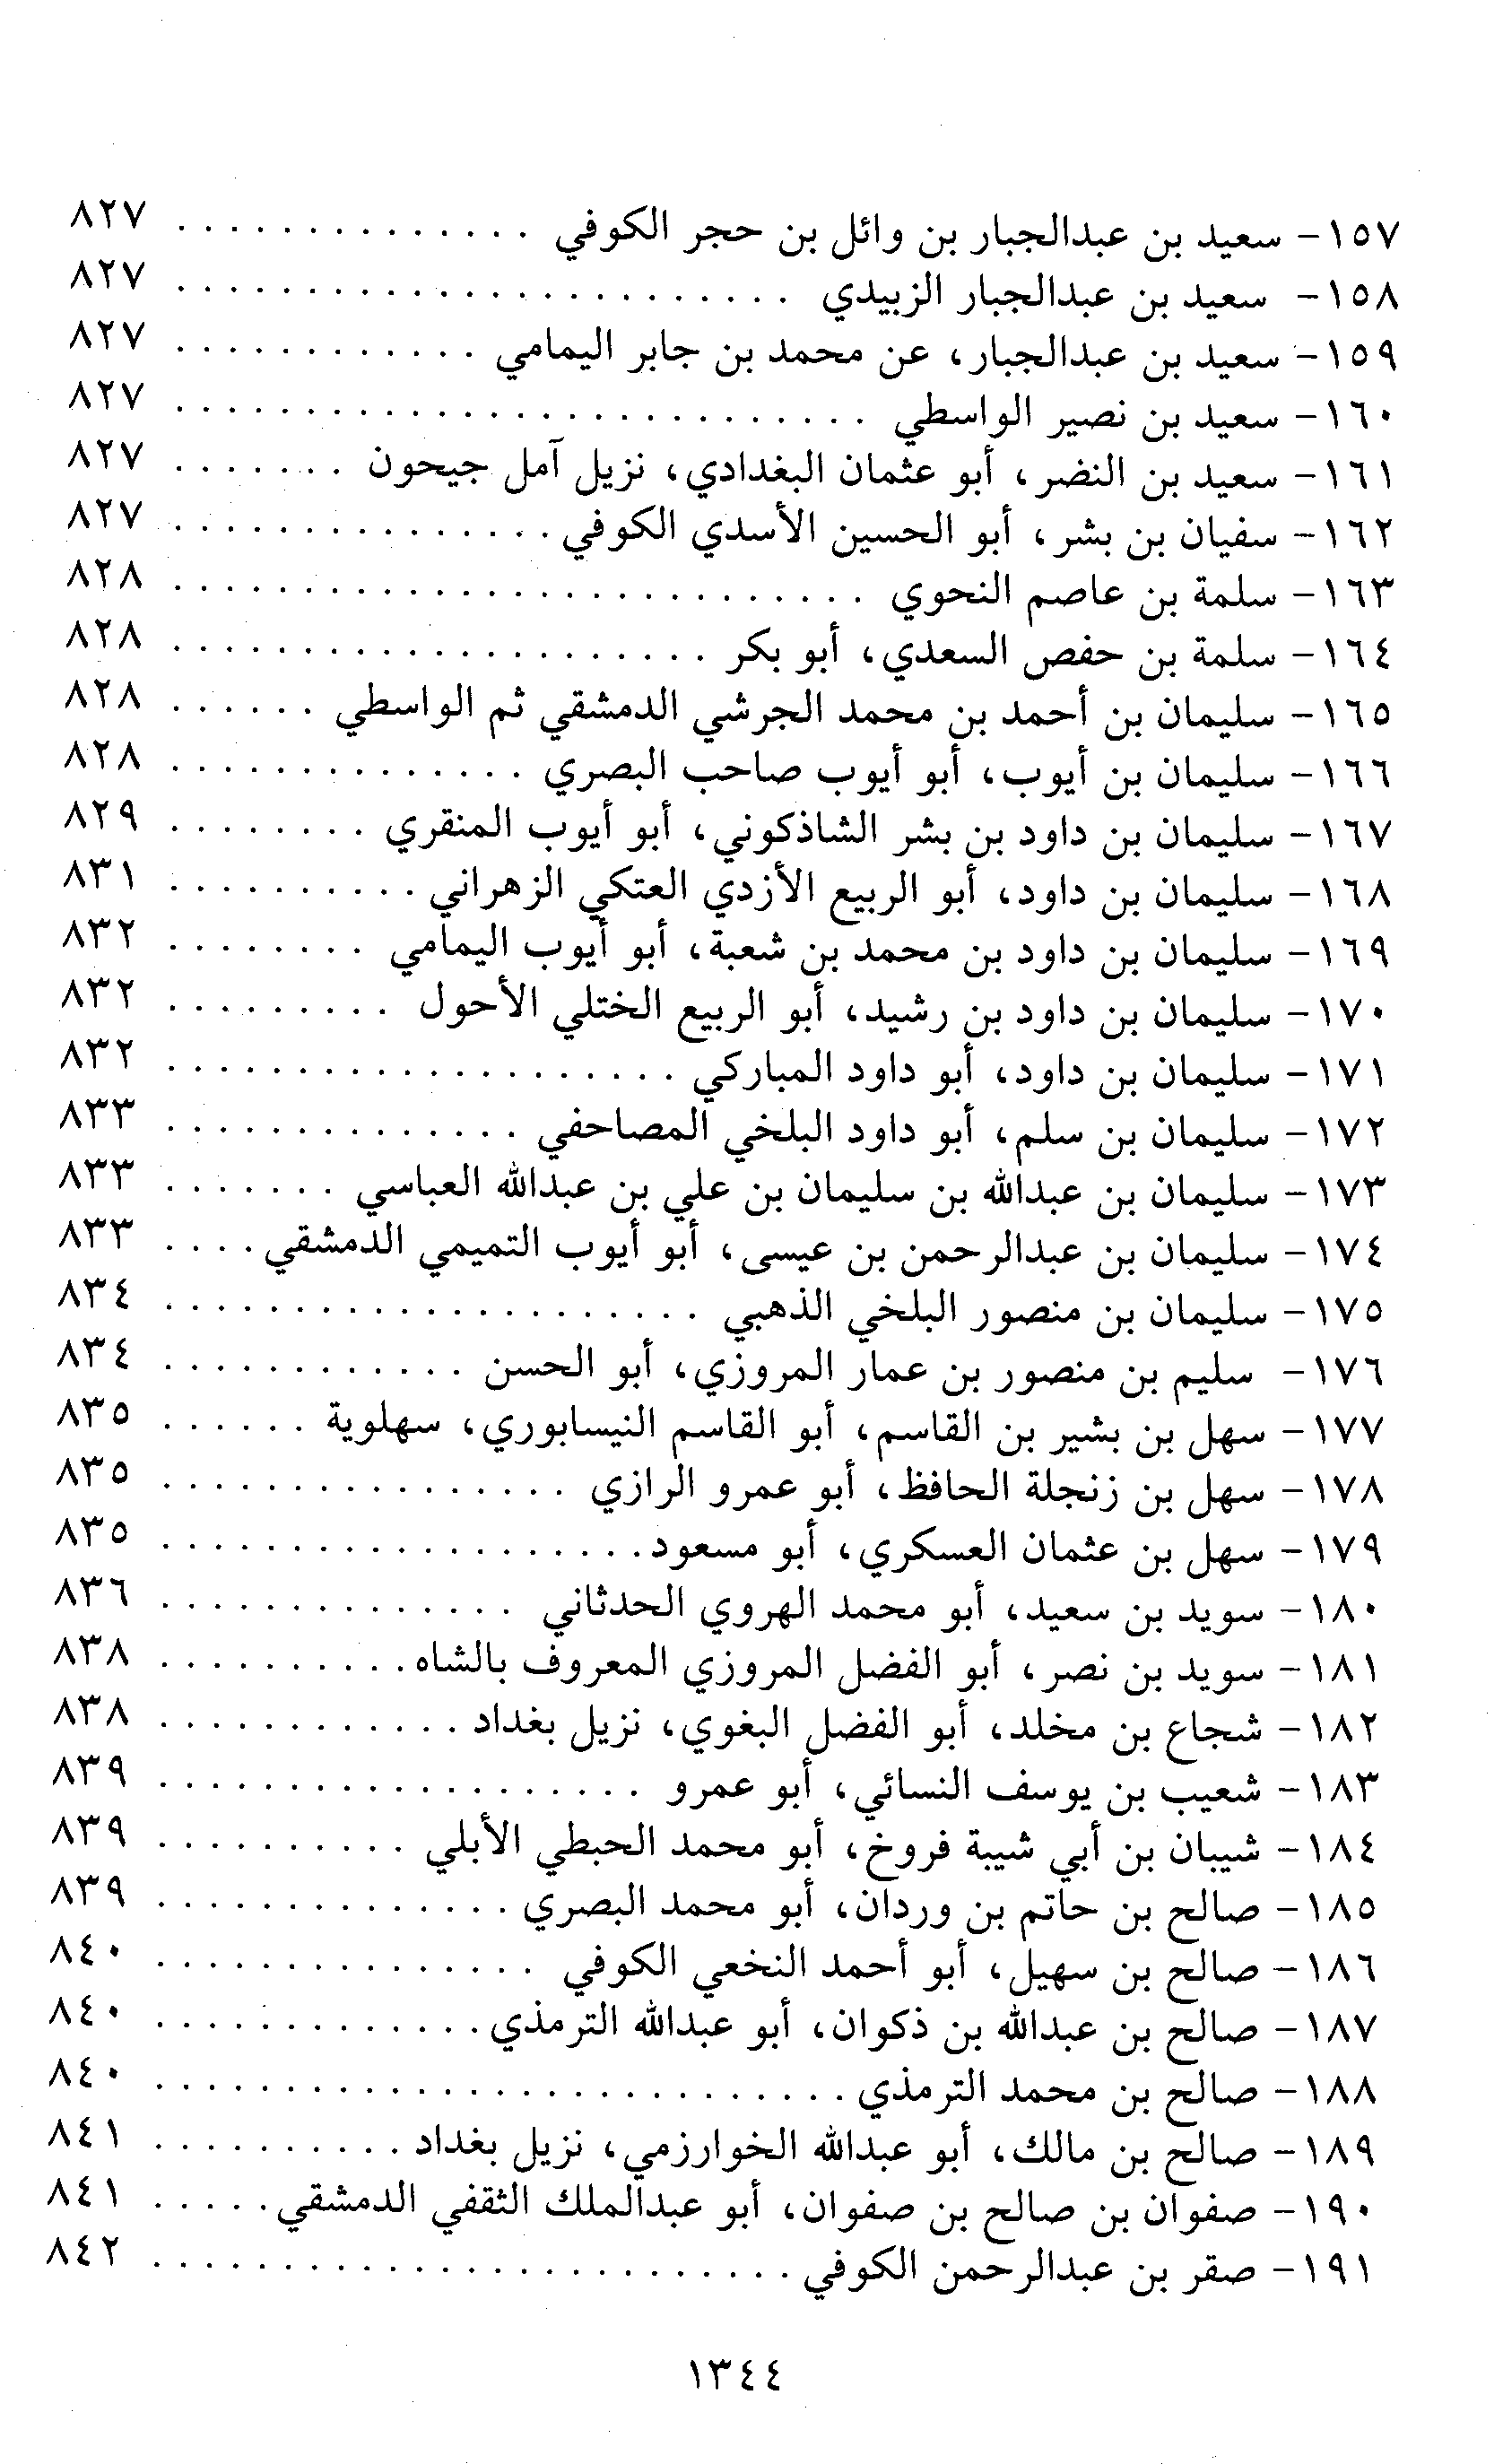 ١٥٧- سعيد بن عبدالجبار بن وائل بن حجر الكوفي . . . . . . . . . . . . . . ٨٢٧
١٥٨- سعيد بن عبدالجبار الزبيدي . . . . . . . . . . . . . . . . . . . . . . . . ٨٢٧
١٥٩- سعيد بن عبدالجبار، عن محمد بن جابر اليمامي . . . . . . . . . . . . ٨٢٧
١٦٠- سعيد بن نصير الواسطي . . . . . . . . . . . . . . . . . . . . . . . . . . . ٨٢٧
١٦١- سعيد بن النضر، أبو عثمان البغدادي، نزيل آمل جيحون . . . . . . . ٨٢٧
١٦٢- سفيان بن بشر، أبو الحسين الأسدي الكوفي . . . . . . . . . . . . . . . ٨٢٧
١٦٣- سلمة بن عاصم النحوي . . . . . . . . . . . . . . . . . . . . . . . . . . . ٨٢٨
١٦٤- سلمة بن حفص السعدي، أبو بكر . . . . . . . . . . . . . . . . . . . . . ٨٢٨
١٦٥- سليمان بن أحمد بن محمد الجرشي الدمشقي ثم الواسطي . . . . . . ٨٢٨
١٦٦- سليمان بن أيوب، أبو أيوب صاحب البصري . . . . . . . . . . . . . . ٨٢٨
١٦٧- سليمان بن داود بن بشر الشاذكوني، أبو أيوب المنقري . . . . . . . . ٨٢٩
١٦٨- سليمان بن داود، أبو الربيع الأزدي العتكي الزهراني . . . . . . . . . . ٨٣١
١٦٩- سليمان بن داود بن محمد بن شعبة، أبو أيوب اليمامي . . . . . . . . ٨٣٢
١٧٠- سليمان بن داود بن رشيد، أبو الربيع الختلي الأحول . . . . . . . . . ٨٣٢
١٧١- سليمان بن داود، أبو داود المباركي . . . . . . . . . . . . . . . . . . . . ٨٣٢
١٧٢- سليمان بن سلم، أبو داود البلخي المصاحفي . . . . . . . . . . . . . . ٨٣٣
١٧٣- سليمان بن عبدالله بن سليمان بن علي بن عبدالله العباسي . . . . . . . ٨٣٣
١٧٤- سليمان بن عبدالرحمن بن عيسى، أبو أيوب التميمي الدمشقي . . . . ٨٣٣
١٧٥- سليمان بن منصور البلخي الذهبي . . . . . . . . . . . . . . . . . . . . . ٨٣٤
١٧٦- سليم بن منصور بن عمار المروزي، أبو الحسن . . . . . . . . . . . . ٨٣٤
١٧٧- سهل بن بشير بن القاسم، أبو القاسم النيسابوري، سهلوية . . . . . . ٨٣٥
١٧٨- سهل بن زنجلة الحافظ، أبو عمرو الرازي . . . . . . . . . . . . . . . . ٨٣٥
١٧٩- سهل بن عثمان العسكري، أبو مسعود . . . . . . . . . . . . . . . . . . . ٨٣٥
١٨٠- سويد بن سعيد، أبو محمد الهروي الحدثاني . . . . . . . . . . . . . . ٨٣٦
١٨١- سويد بن نصر، أبو الفضل المروزي المعروف بالشاه . . . . . . . . . . ٨٣٨
١٨٢- شجاع بن مخلد، أبو الفضل البغوي، نزيل بغداد . . . . . . . . . . . . ٨٣٨
١٨٣- شعيب بن يوسف النسائي، أبو عمرو . . . . . . . . . . . . . . . . . . . ٨٣٩
١٨٤- شيبان بن أبي شيبة فروخ، أبو محمد الحبطي الأبلي . . . . . . . . . . ٨٣٩
١٨٥- صالح بن حاتم بن وردان، أبو محمد البصري . . . . . . . . . . . . . . ٨٣٩
١٨٦- صالح بن سهيل، أبو أحمد النخعي الكوفي . . . . . . . . . . . . . . . ٨٤٠
١٨٧- صالح بن عبدالله بن ذكوان، أبو عبدالله الترمذي . . . . . . . . . . . . . ٨٤٠
١٨٨- صالح بن محمد الترمذي . . . . . . . . . . . . . . . . . . . . . . . . . . . ٨٤٠
١٨٩- صالح بن مالك، أبو عبدالله الخوارزمي، نزيل بغداد . . . . . . . . . . ٨٤١
١٩٠- صفوان بن صالح بن صفوان، أبو عبدالملك الثقفي الدمشقي . . . . . ٨٤١
١٩١- صقر بن عبدالرحمن الكوفي . . . . . . . . . . . . . . . . . . . . . . . . . ٨٤٢
١٣٤٤